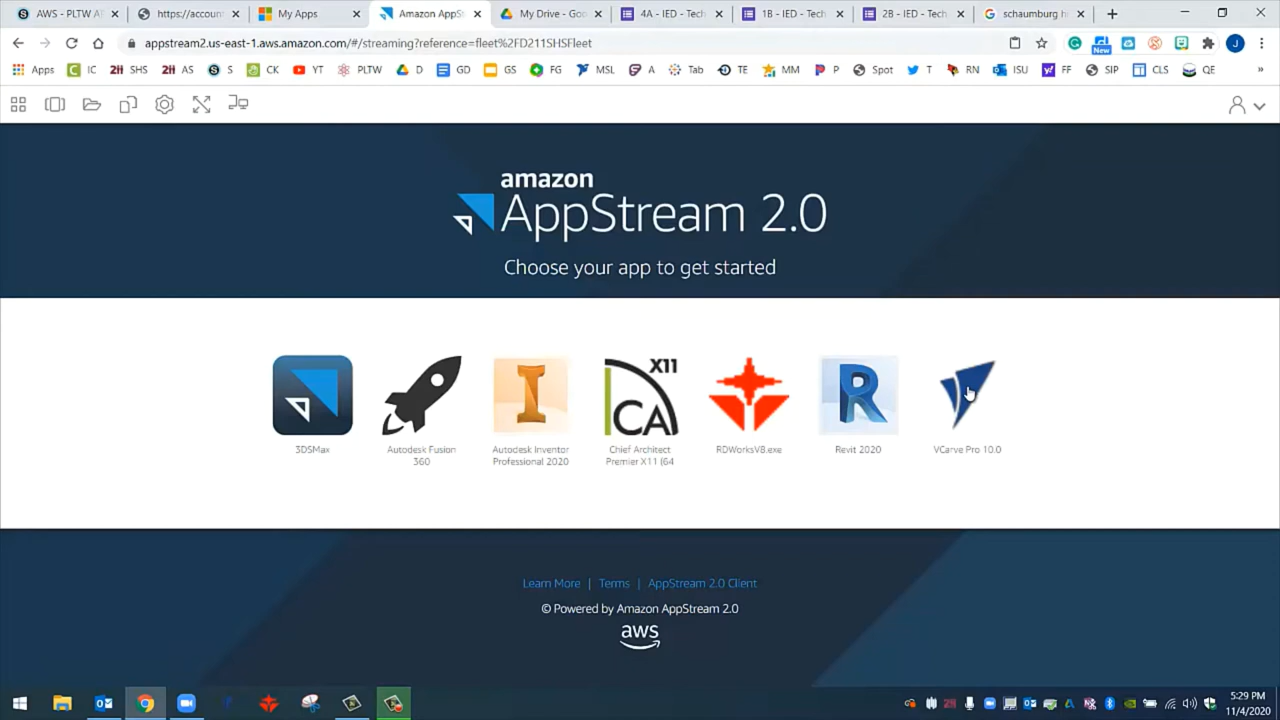 AWS - PLTW A
https://account
My Apps
Amazon AppS
My Drive - Goo
4A - IED - Tech
1B - IED - Tech
2B - IED - Tech
schaumburg hi
appstream2.us-east-1.aws.amazon.com/#/streaming?reference=fleet%2FD211SHSFleet
J
Apps IC SHS AS S CK YT PLTW D GD GS FG MSL A Tab TE MM P Spot T RN ISU FF SIP CLS QE »
New
amazon
AppStream 2.0
Choose your app to get started
3DSMax
Autodesk Fusion
360
I
Autodesk Inventor
Professional 2020
X11
CA
Chief Architect
Premier X11 (64
RDWorksV8.exe
R
Revit 2020
VCarve Pro 10.0
Learn More | Terms | AppStream 2.0 Client
© Powered by Amazon AppStream 2.0
aws
5:29 PM
11/4/2020